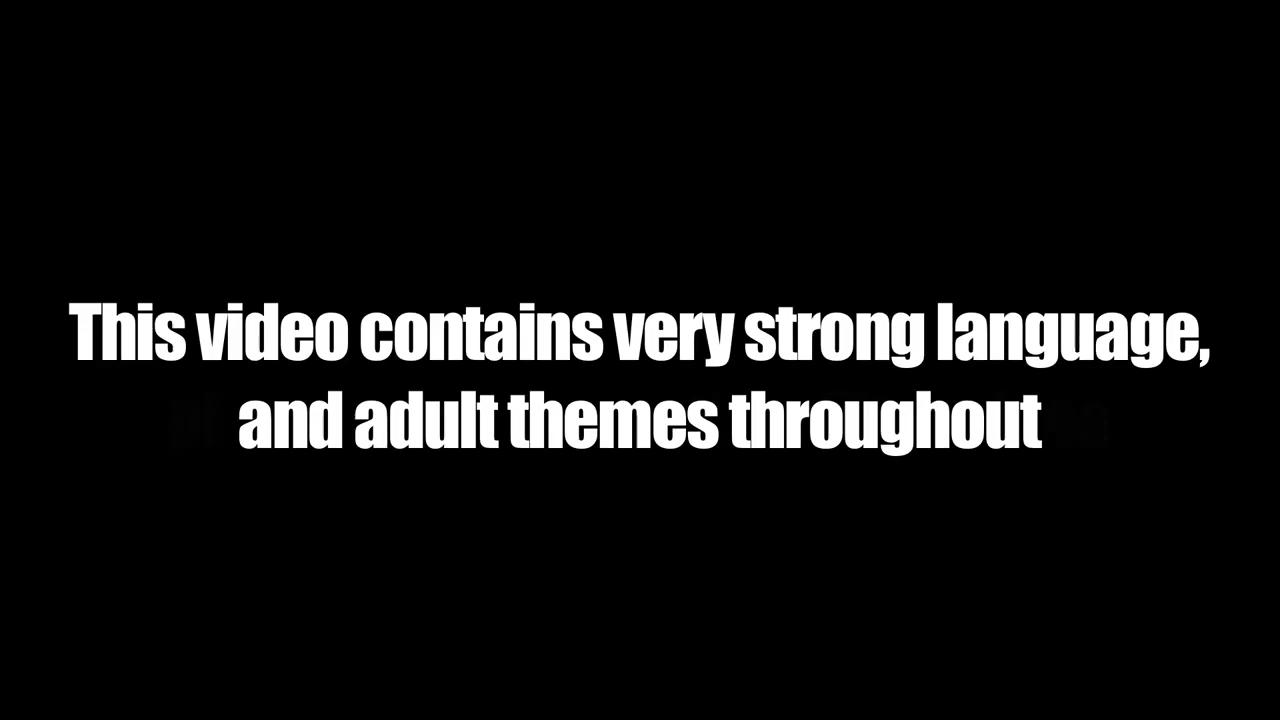 This video contains very strong language,
and adult themes throughout